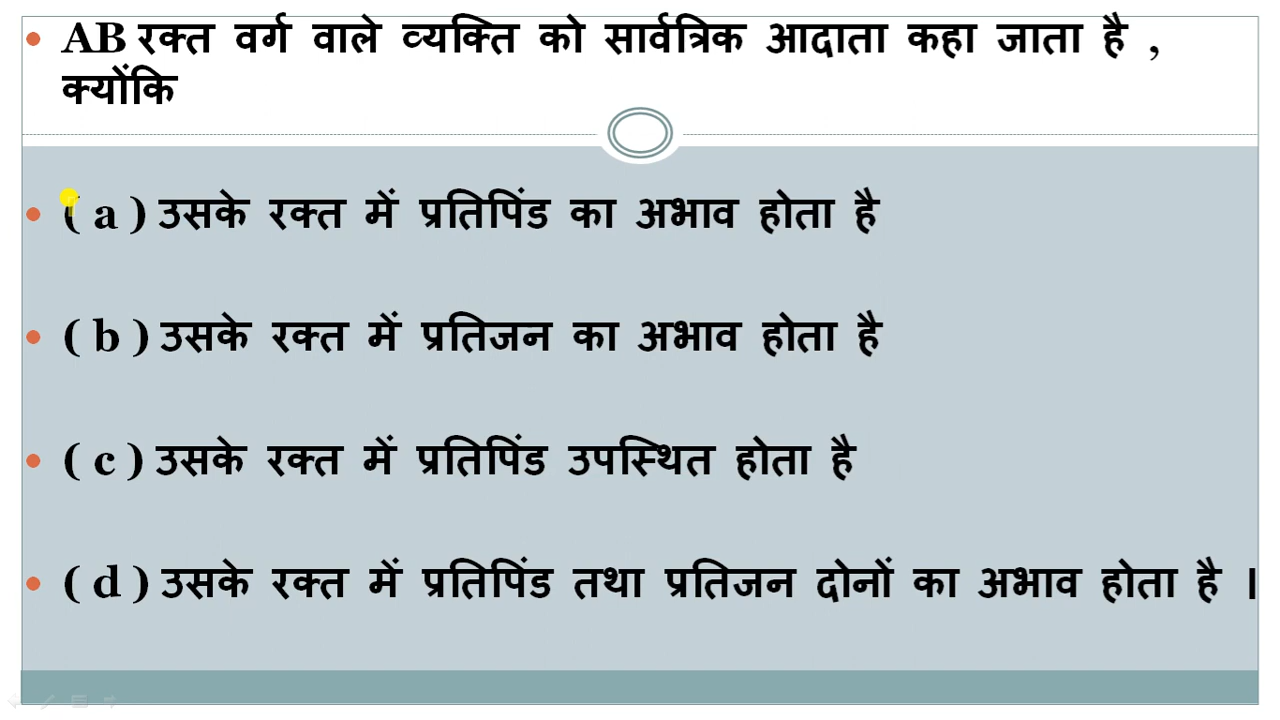 AB रक्त वर्ग वाले व्यक्ति को सार्वत्रिक आदाता कहा जाता है ,
क्योंकि
( a ) उसके रक्त में प्रतिपिंड का अभाव होता है
( b ) उसके रक्त में प्रतिजन का अभाव होता है
( c ) उसके रक्त में प्रतिपिंड उपस्थित होता है
( d ) उसके रक्त में प्रतिपिंड तथा प्रतिजन दोनों का अभाव होता है ।